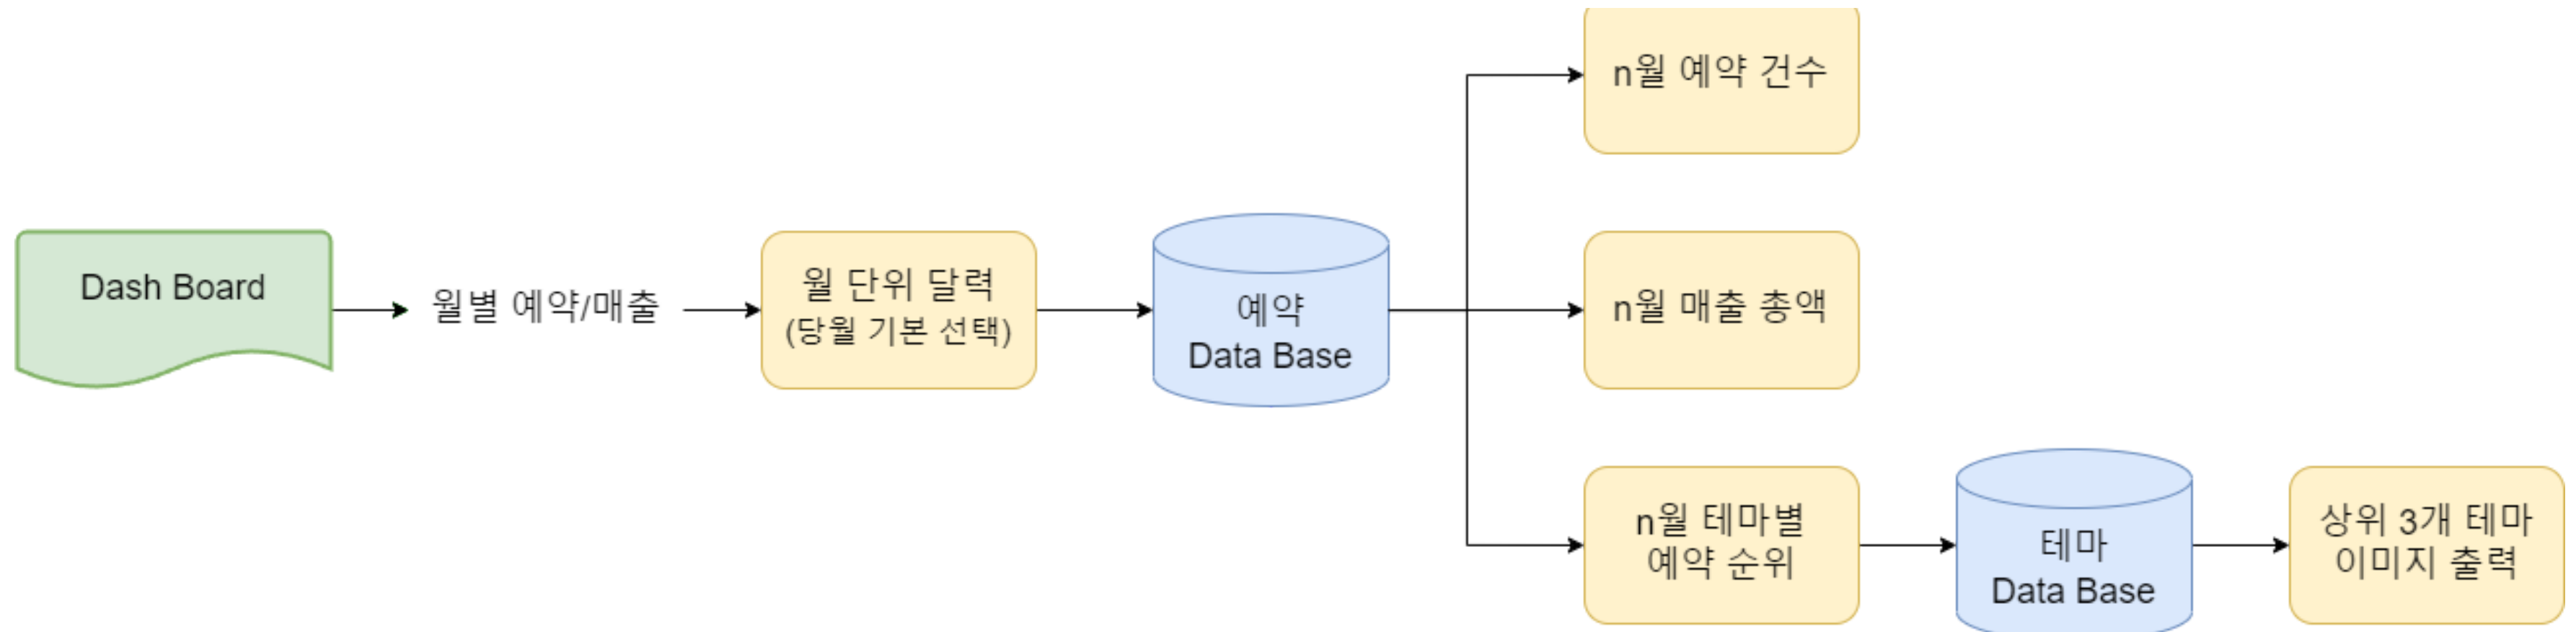 n월 예약 건수
Dash Board
월별 예약/매출
월 단위 달력
(당월 기본 선택)
예약
Data Base
n월 매출 총액
n월 테마별
예약 순위
테마
Data Base
상위 3개 테마
이미지 출력